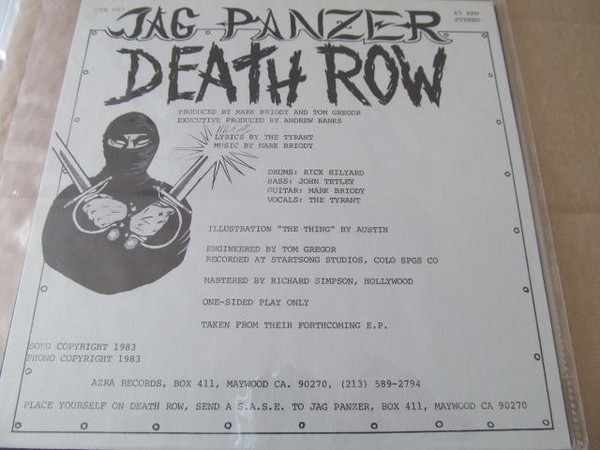 45 RPM
STEREO
JAG PANZER
DEATH ROW
PRODUCED BY MARK BRIODY AND TOM GREGOR
EXECUTIVE PRODUCED BY ANDREW BANKS
LYRICS BY THE TYRANT
MUSIC BY MARK BRIODY
DRUMS: RICK HILYARD
BASS: JOHN TETLEY
GUITAR: MARK BRIODY
VOCALS: THE TYRANT
ILLUSTRATION "THE THING" BY AUSTIN
ENGINEERED BY TOM GREGOR
RECORDED AT STARTSONG STUDIOS, COLO SPGS CO
MASTERED BY RICHARD SIMPSON, HOLLYWOOD
ONE-SIDED PLAY ONLY
TAKEN FROM THEIR FORTHCOMING E.P.
SONG COPYRIGHT 1983
PHONO COPYRIGHT 1983
AZRA RECORDS, BOX 411, MAYWOOD CA. 90270, (213) 589-2794
PLACE YOURSELF ON DEATH ROW, SEND A S.A.S.E. TO JAG PANZER, BOX 411, MAYWOOD CA 90270